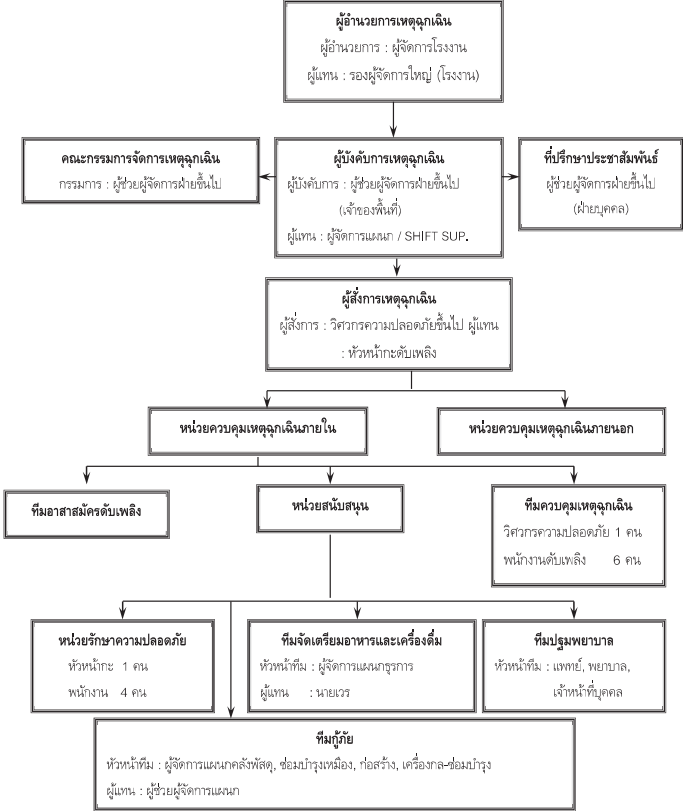 ผู้อำนวยการเหตุฉุกเฉิน
ผู้อำนวยการ : ผู้จัดการโรงงาน
ผู้แทน : รองผู้จัดการใหญ่ (โรงงาน)
คณะกรรมการจัดการเหตุฉุกเฉิน
กรรมการ : ผู้ช่วยผู้จัดการฝ่ายขึ้นไป
ผู้บังคับการเหตุฉุกเฉิน
ผู้บังคับการ : ผู้ช่วยผู้จัดการฝ่ายขึ้นไป
(เจ้าของพื้นที่)
ผู้แทน : ผู้จัดการแผนก / SHIFT SUP.
ที่ปรึกษาประชาสัมพันธ์
ผู้ช่วยผู้จัดการฝ่ายขึ้นไป
(ฝ่ายบุคคล)
ผู้สั่งการเหตุฉุกเฉิน
ผู้สั่งการ : วิศวกรความปลอดภัยขึ้นไป ผู้แทน
: หัวหน้ากะดับเพลิง
หน่วยควบคุมเหตุฉุกเฉินภายใน
หน่วยควบคุมเหตุฉุกเฉินภายนอก
ทีมอาสาสมัครดับเพลิง
หน่วยสนับสนุน
ทีมควบคุมเหตุฉุกเฉิน
วิศวกรความปลอดภัย 1 คน
พนักงานดับเพลิง 6 คน
หน่วยรักษาความปลอดภัย
หัวหน้ากะ 1 คน
พนักงาน 4 คน
ทีมจัดเตรียมอาหารและเครื่องดื่ม
หัวหน้าทีม : ผู้จัดการแผนกธุรการ
ผู้แทน : นายเวร
ทีมปฐมพยาบาล
หัวหน้าทีม : แพทย์, พยาบาล,
เจ้าหน้าที่บุคคล
ทีมกู้ภัย
หัวหน้าทีม : ผู้จัดการแผนกคลังพัสดุ, ซ่อมบำรุงเหมือง, ก่อสร้าง, เครื่องกล-ซ่อมบำรุง
ผู้แทน : ผู้ช่วยผู้จัดการแผนก